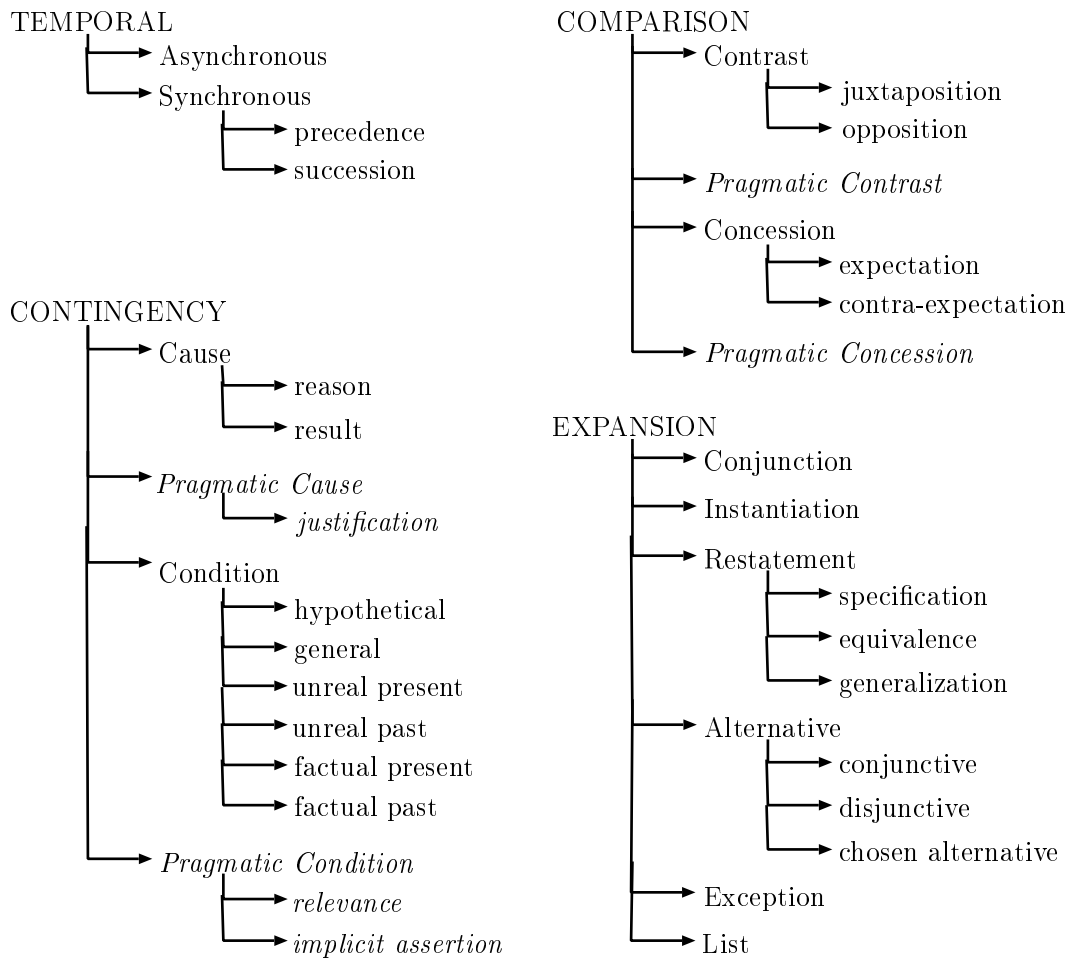 TEMPORAL
Asynchronous
Synchronous
precedence
succession
CONTINGENCY
Cause
reason
result
Pragmatic Cause
justification
Condition
hypothetical
general
unreal present
unreal past
factual present
factual past
Pragmatic Condition
relevance
implicit assertion
COMPARISON
Contrast
juxtaposition
opposition
Pragmatic Contrast
Concession
expectation
contra-expectation
Pragmatic Concession
EXPANSION
Conjunction
Instantiation
Restatement
specification
equivalence
generalization
Alternative
conjunctive
disjunctive
chosen alternative
Exception
List